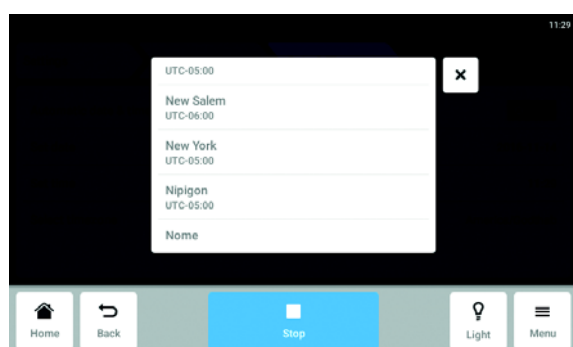 11:29
UTC-05:00
New Salem
UTC-06:00
New York
UTC-05:00
Nipigon
UTC-05:00
Nome
Home
Back
Stop
Light
Menu